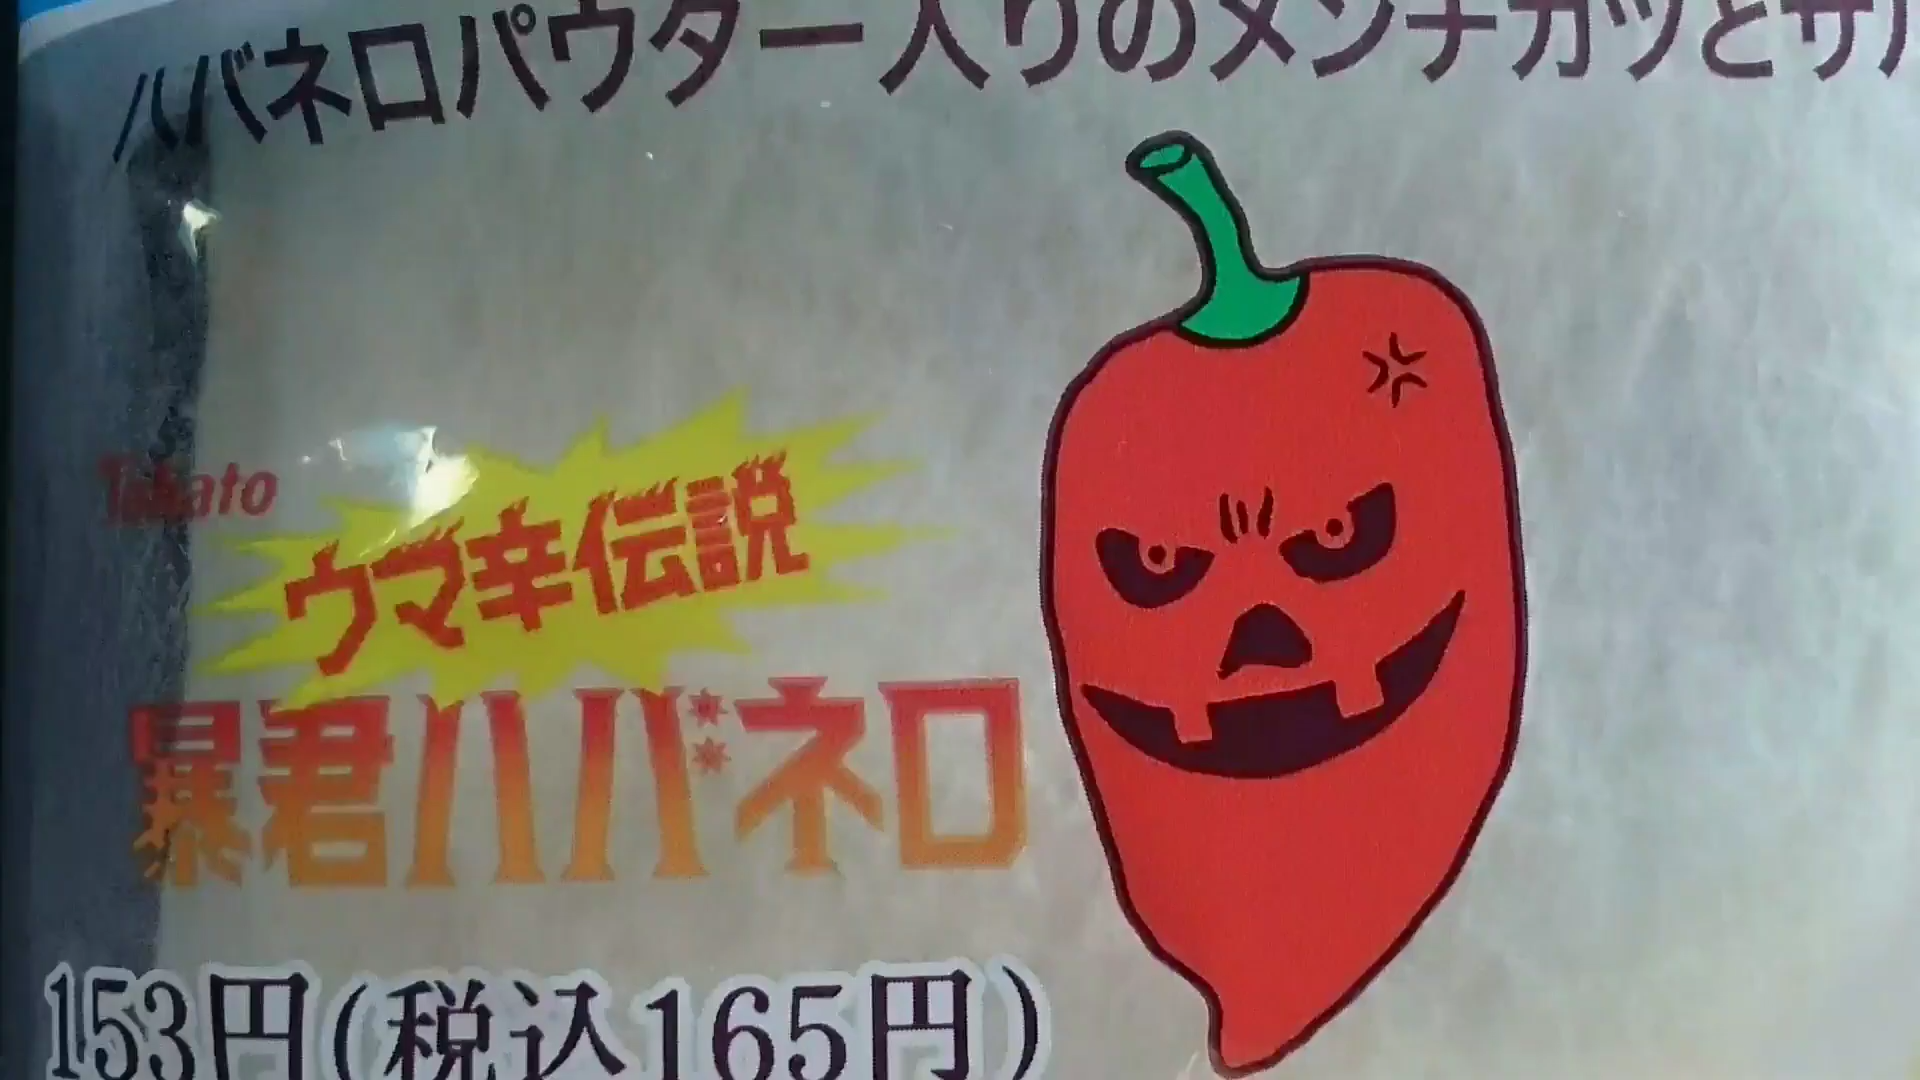 ハバネロパウダー入りのメンチカツとサ
Tohato
ウマ辛伝説
暴君ハバネロ
153円(税込165円)